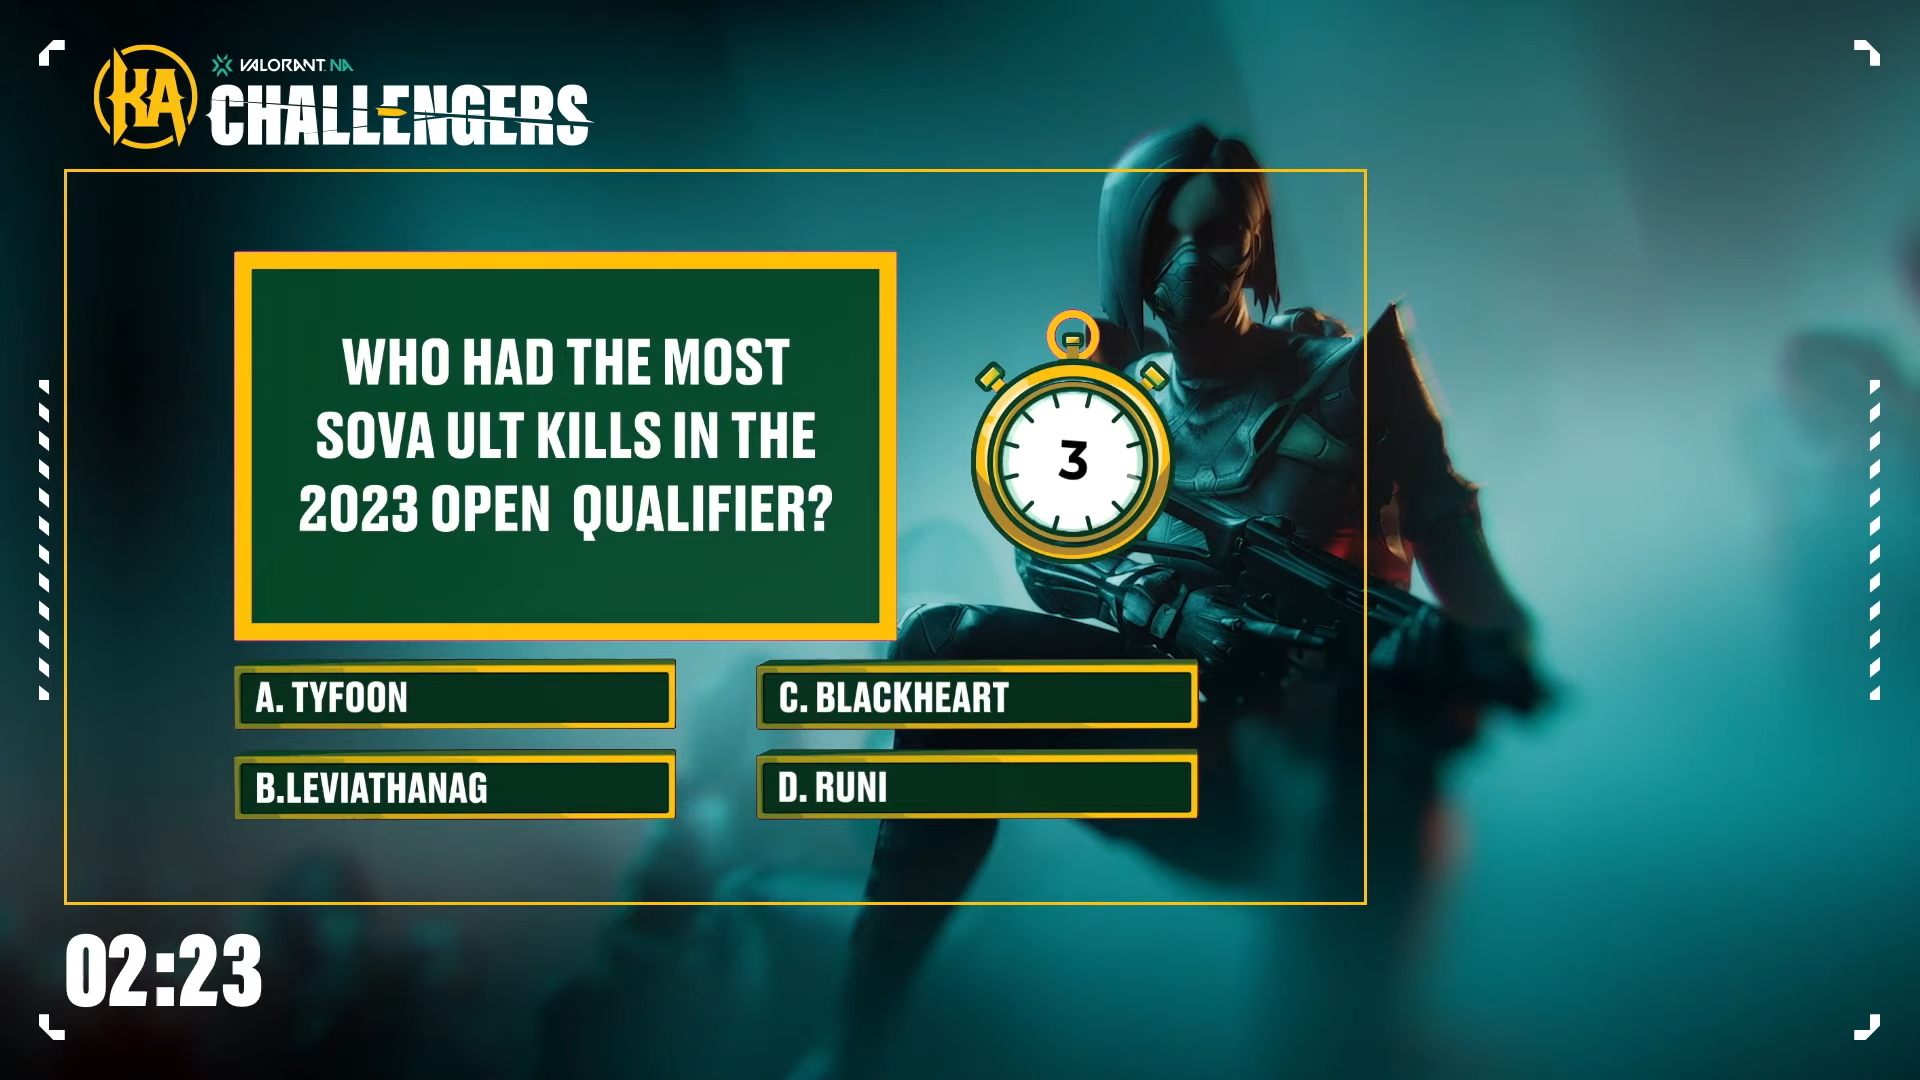 KA
VALORANT NA
CHALLENGERS
WHO HAD THE MOST
SOVA ULT KILLS IN THE
2023 OPEN QUALIFIER?
3
A. TYFOON
C. BLACKHEART
B.LEVIATHANAG
D. RUNI
02:23